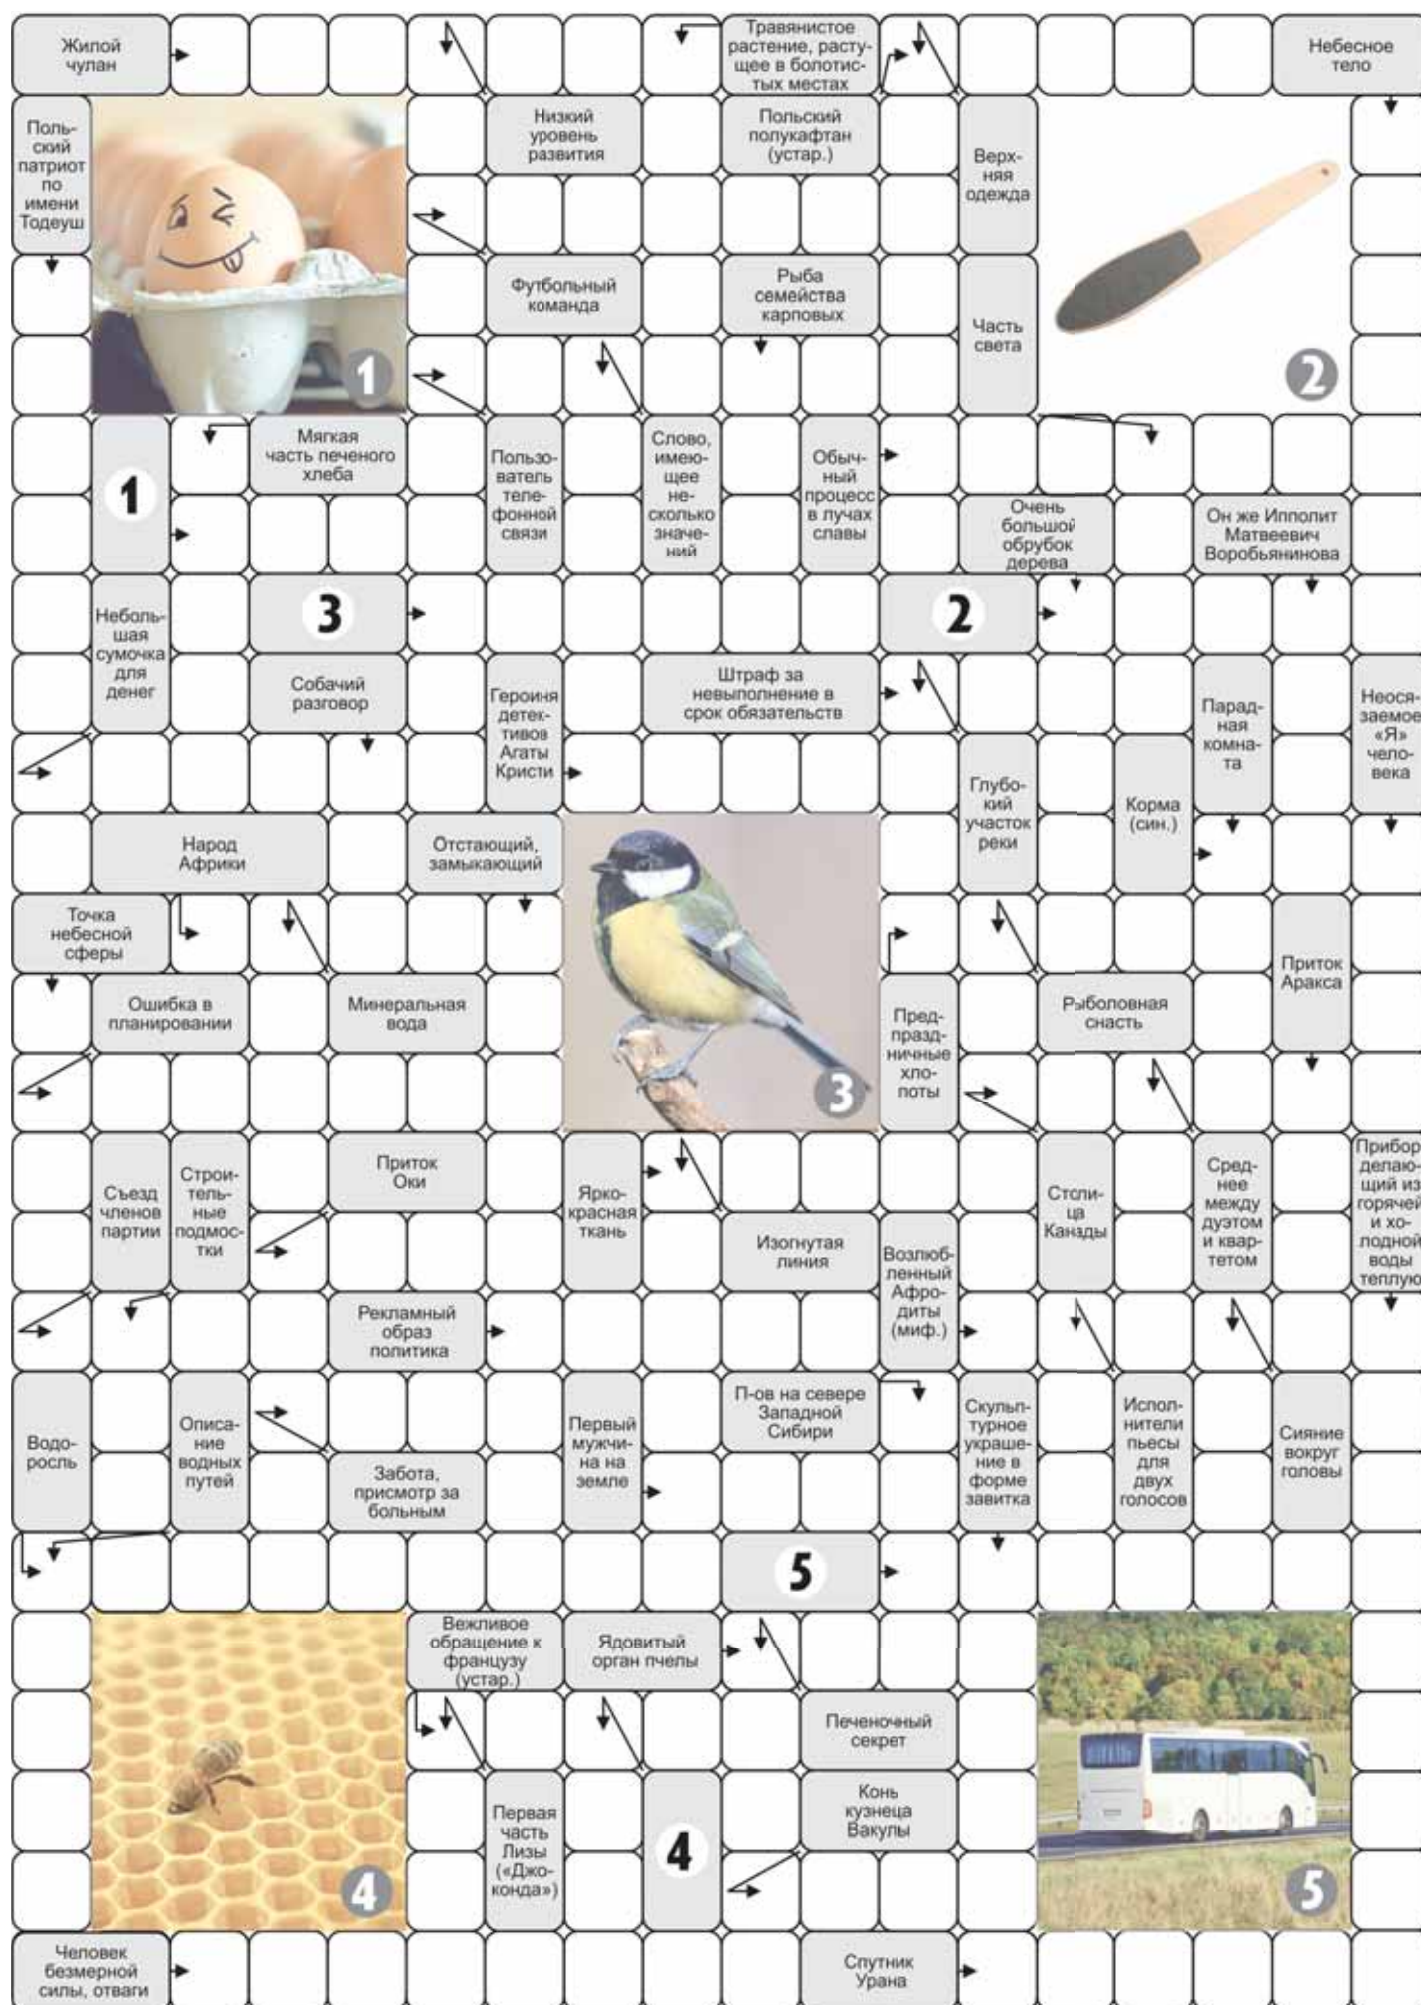 Жилой
чулан
Травянистое
растение, расту-
щее в болотис-
тых местах
Небесное
тело
Поль-
ский
патриот
по
имени
Тодеуш
Низкий
уровень
развития
Польский
полукафтан
(устар.)
Верх-
няя
одежда
Футбольный
команда
Рыба
семейства
карповых
Часть
света
1
2
1
Мягкая
часть печеного
хлеба
Пользо-
ватель
теле-
фонной
связи
Слово,
имею-
щее
не-
сколько
значе-
ний
Обыч-
ный
процесс
в лучах
славы
Очень
большой
обрубок
дерева
Он же Ипполит
Матвеевич
Воробьянинова
Неболь-
шая
сумочка
для
денег
3
2
Собачий
разговор
Героиня
детек-
тивов
Агаты
Кристи
Штраф за
невыполнение в
срок обязательств
Парад-
ная
комна-
та
Неося-
заемое
«Я»
чело-
века
Глубо-
кий
участок
реки
Корма
(син.)
Народ
Африки
Отстающий,
замыкающий
Точка
небесной
сферы
Приток
Аракса
Ошибка в
планировании
Минеральная
вода
Пред-
празд-
ничные
хло-
поты
Рыболовная
снасть
3
Съезд
членов
партии
Строи-
тель-
ные
подмос-
тки
Приток
Оки
Ярко-
красная
ткань
Столи-
ца
Канады
Сред-
нее
между
дуэтом
и квар-
тетом
Прибор,
делаю-
щий из
горячей
и хо-
лодной
воды
теплую
Изогнутая
линия
Возлюб-
ленный
Афро-
диты
(миф.)
Рекламный
образ
политика
Водо-
росль
Описа-
ние
водных
путей
Первый
мужчи-
на на
земле
П-ов на севере
Западной
Сибири
Скульп-
турное
украше-
ние в
форме
завитка
Испол-
нители
пьесы
для
двух
голосов
Сияние
вокруг
головы
Забота,
присмотр за
больным
5
Вежливое
обращение к
французу
(устар.)
Ядовитый
орган пчелы
Печеночный
секрет
Первая
часть
Лизы
(«Джо-
конда»)
4
Конь
кузнеца
Вакулы
4
5
Человек
безмерной
силы, отваги
Спутник
Урана